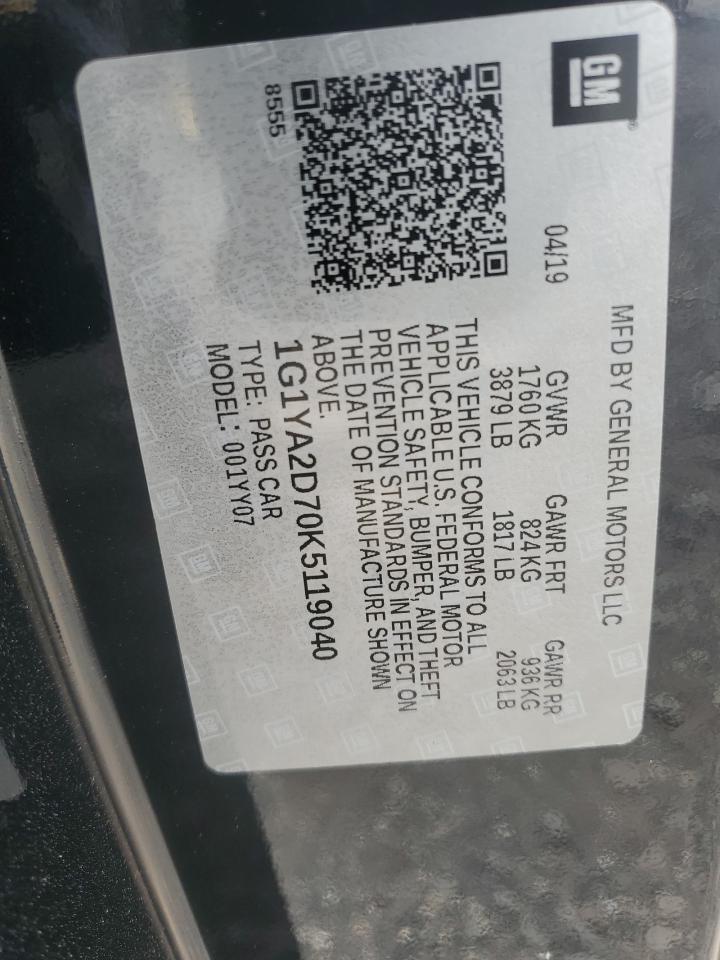 GM
MFD BY GENERAL MOTORS LLC
04/19
GVWR GAWR FRT GAWR RR
1760 KG 824 KG 936 KG
3879 LB 1817 LB 2063 LB
THIS VEHICLE CONFORMS TO ALL
APPLICABLE U.S. FEDERAL MOTOR
VEHICLE SAFETY, BUMPER, AND THEFT
PREVENTION STANDARDS IN EFFECT ON
THE DATE OF MANUFACTURE SHOWN
ABOVE.
1G1YA2D70K5119040
TYPE: PASS CAR
MODEL: 001YY07
8555